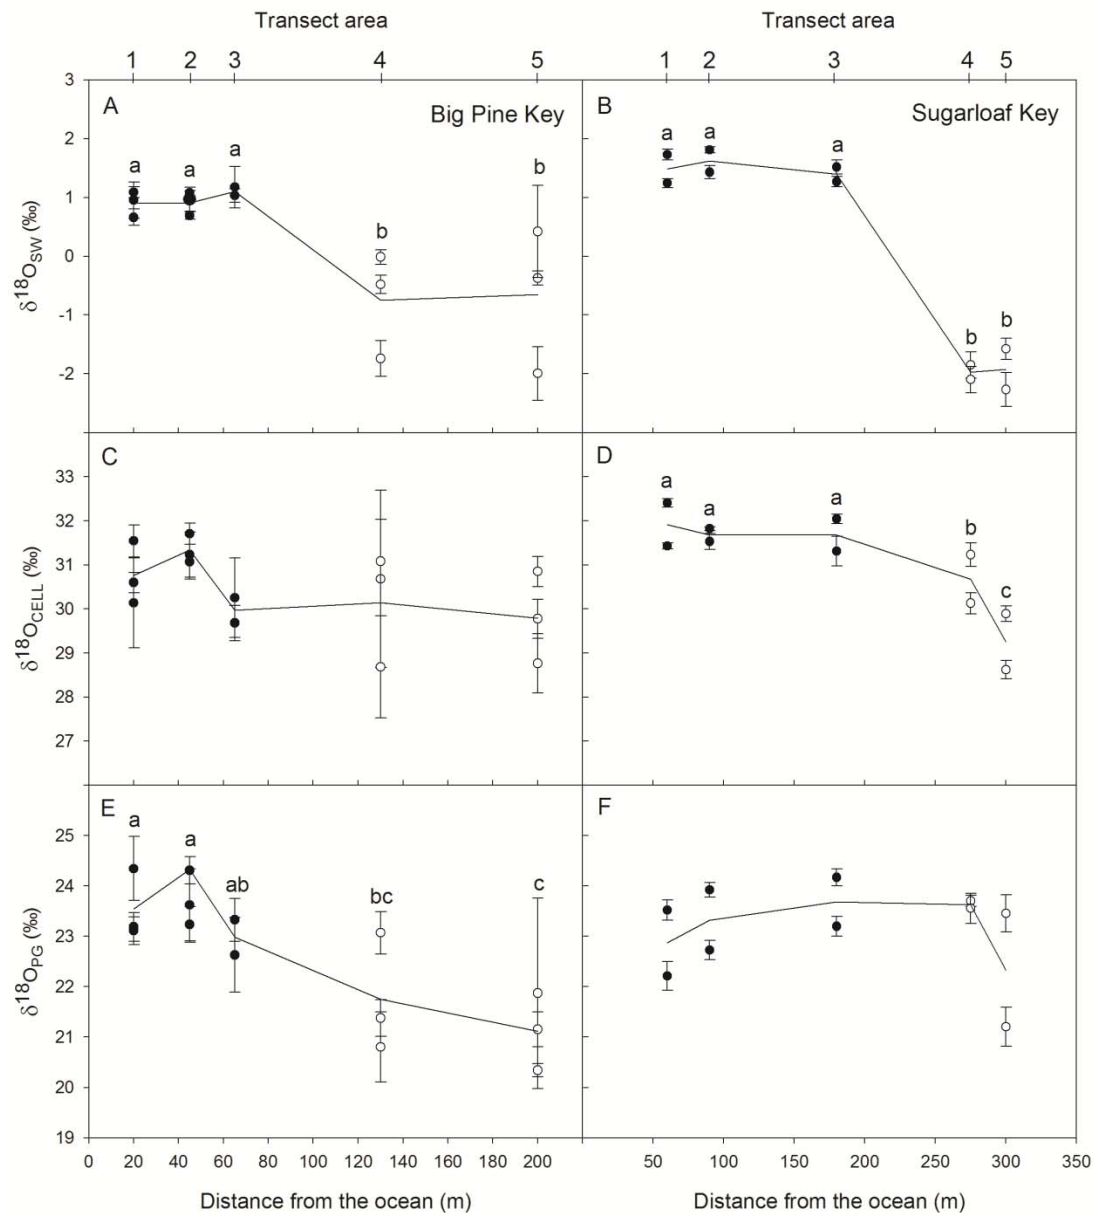 Transect area Transect area
1 2 3 4 5 1 2 3 4 5
A Big Pine Key B Sugarloaf Key
3
2
1
0
-1
-2
δ18OSW (‰)
a a a b b
a a a b b
C D
33
32
31
30
29
28
27
δ18OCELL (‰)
a a a b c
E F
25
24
23
22
21
20
19
δ18OPG (‰)
a a ab bc c
0 20 40 60 80 100 120 140 160 180 200
50 100 150 200 250 300 350
Distance from the ocean (m) Distance from the ocean (m)